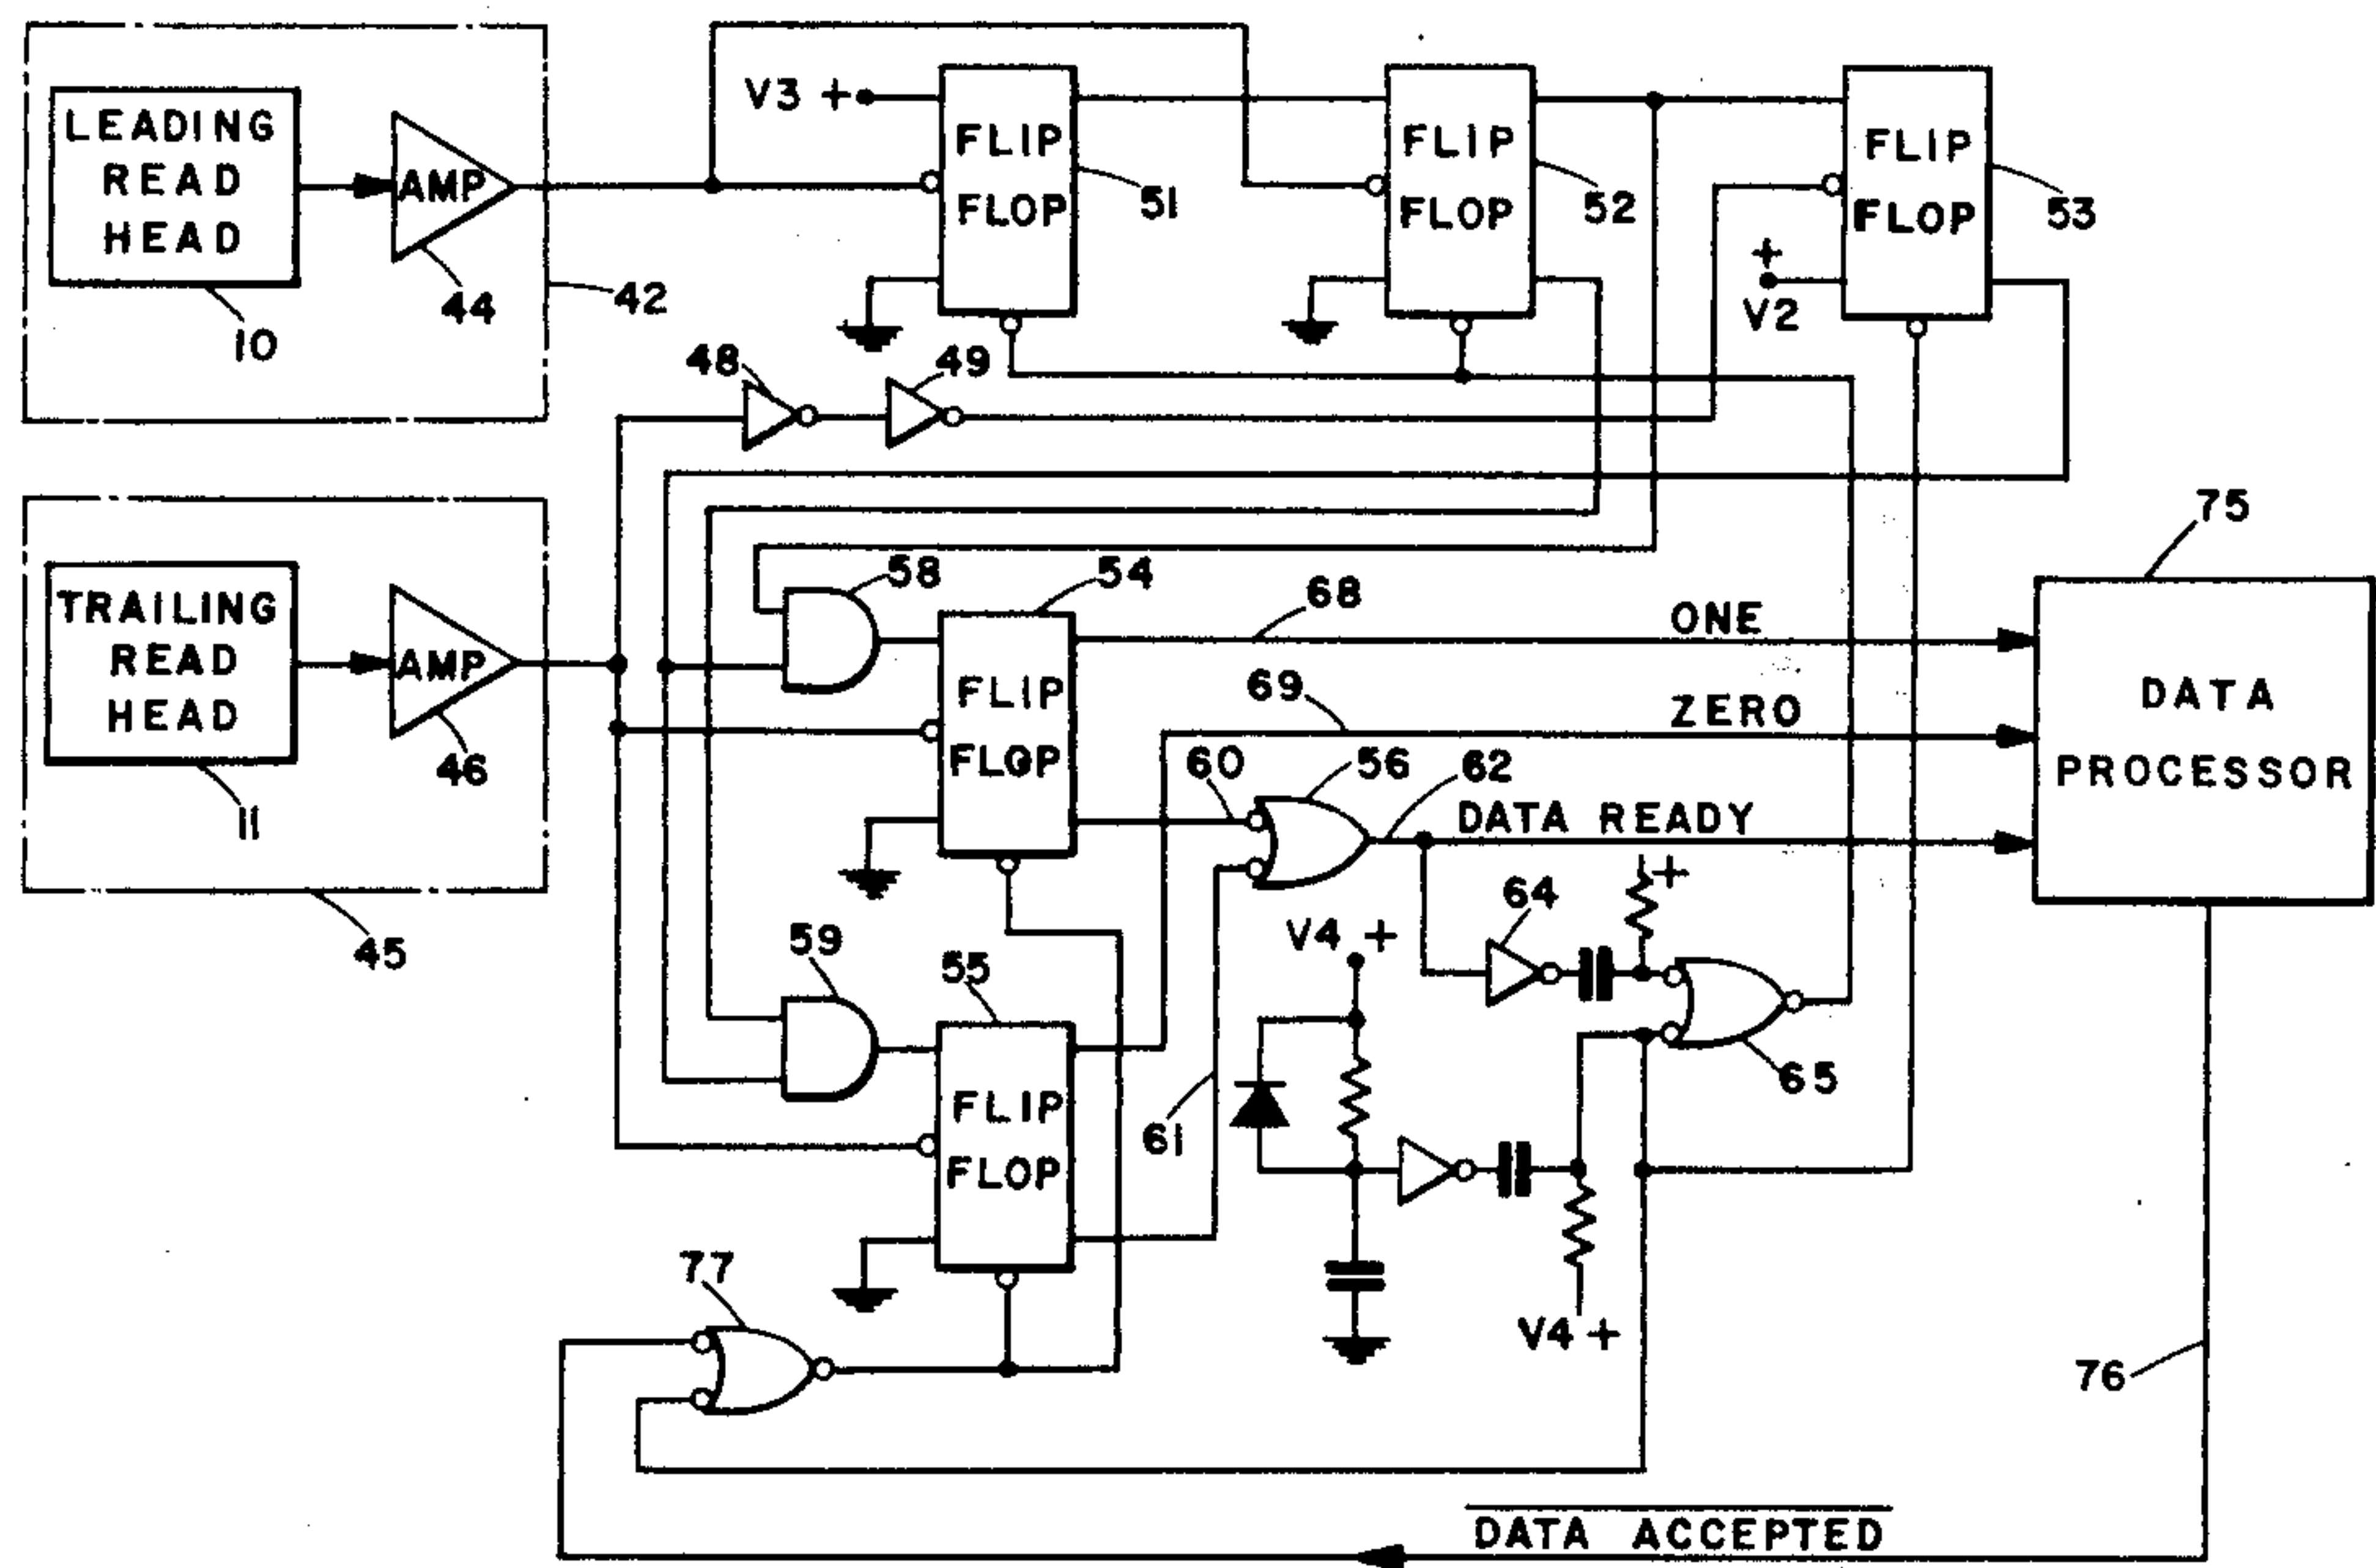 LEADING
READ
HEAD
AMP
10
44
42
V3 +
FLIP
FLOP
51
FLIP
FLOP
52
FLIP
FLOP
53
+
V2
48
49
TRAILING
READ
HEAD
AMP
11
46
45
58
54
FLIP
FLOP
68
ONE
69
ZERO
60
56
62
DATA READY
75
DATA
PROCESSOR
59
55
FLIP
FLOP
61
V4 +
64
+
65
V4 +
77
76
DATA ACCEPTED